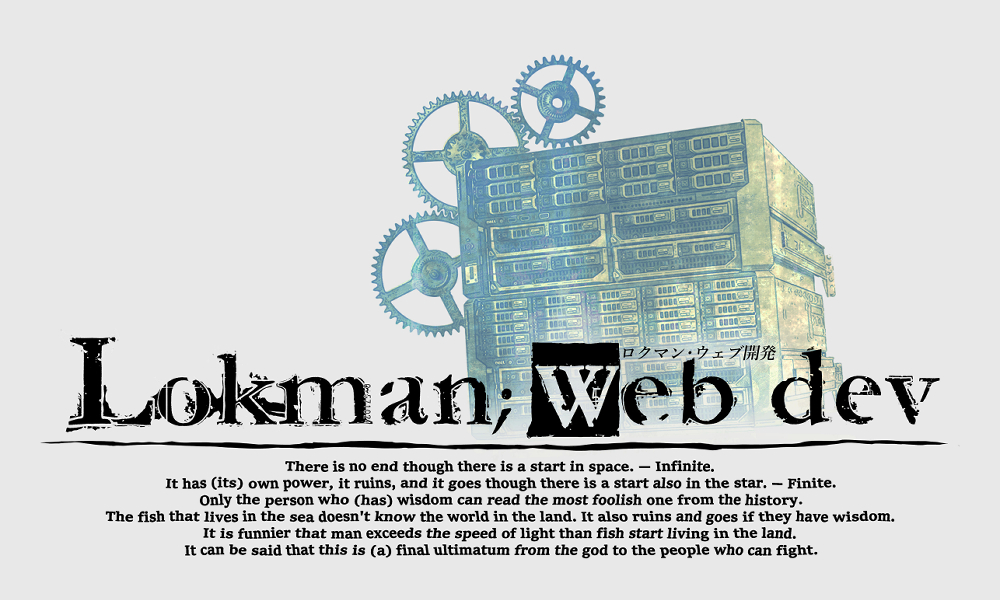 ロクマン・ウェブ開発
Lokman; Web dev
There is no end though there is a start in space. — Infinite.
It has (its) own power, it ruins, and it goes though there is a start also in the star. — Finite.
Only the person who (has) wisdom can read the most foolish one from the history.
The fish that lives in the sea doesn't know the world in the land. It also ruins and goes if they have wisdom.
It is funnier that man exceeds the speed of light than fish start living in the land.
It can be said that this is (a) final ultimatum from the god to the people who can fight.